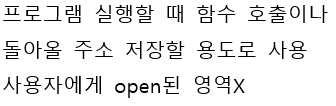 프로그램 실행할 때 함수 호출이나
돌아올 주소 저장할 용도로 사용
사용자에게 open된 영역X